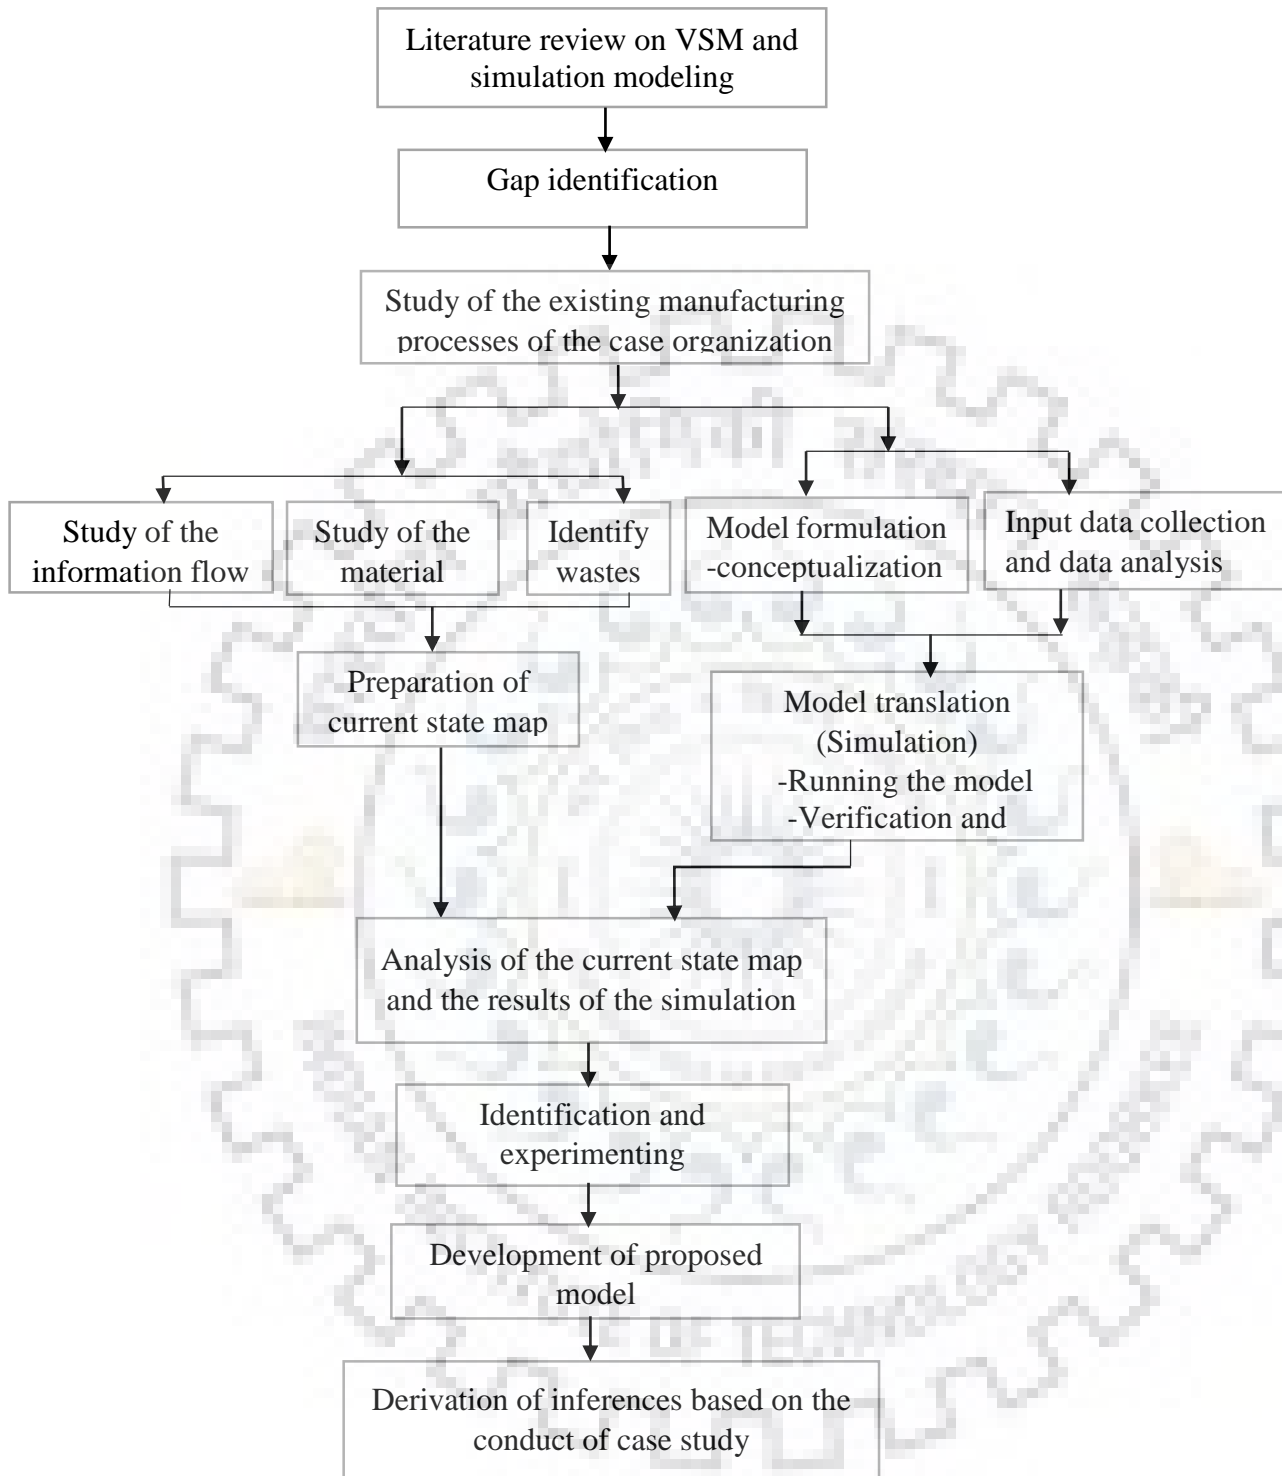 Literature review on VSM and
simulation modeling
Gap identification
Study of the existing manufacturing
processes of the case organization
Study of the
information flow
Study of the
material
Identify
wastes
Model formulation
-conceptualization
Input data collection
and data analysis
Preparation of
current state map
Model translation
(Simulation)
-Running the model
-Verification and
Analysis of the current state map
and the results of the simulation
Identification and
experimenting
Development of proposed
model
Derivation of inferences based on the
conduct of case study